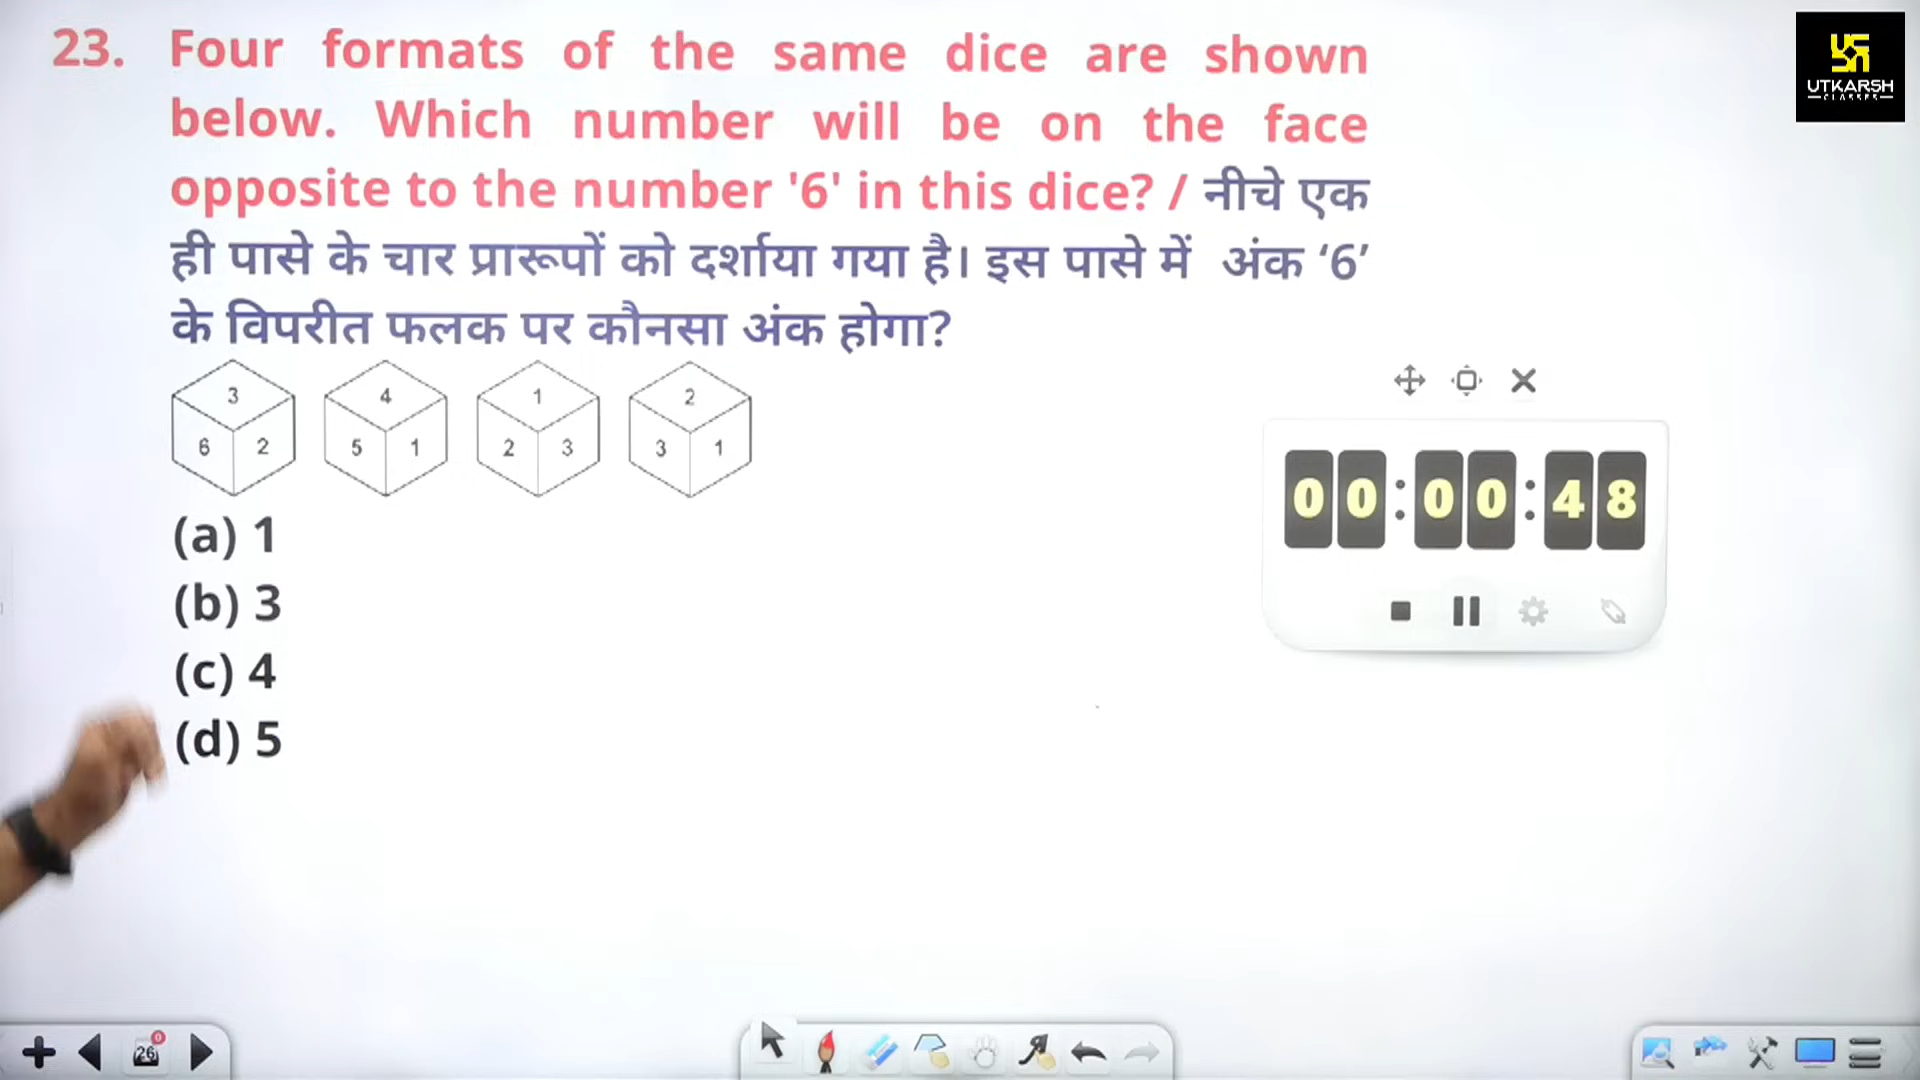 23. Four formats of the same dice are shown
below. Which number will be on the face
opposite to the number '6' in this dice? / नीचे एक
ही पासे के चार प्रारूपों को दर्शाया गया है। इस पासे में अंक ‘6’
के विपरीत फलक पर कौनसा अंक होगा?
3 4 1 2
6 2 5 1 2 3 3 1
(a) 1
(b) 3
(c) 4
(d) 5
00:00:48
UTKARSH
CLASSES
0
26